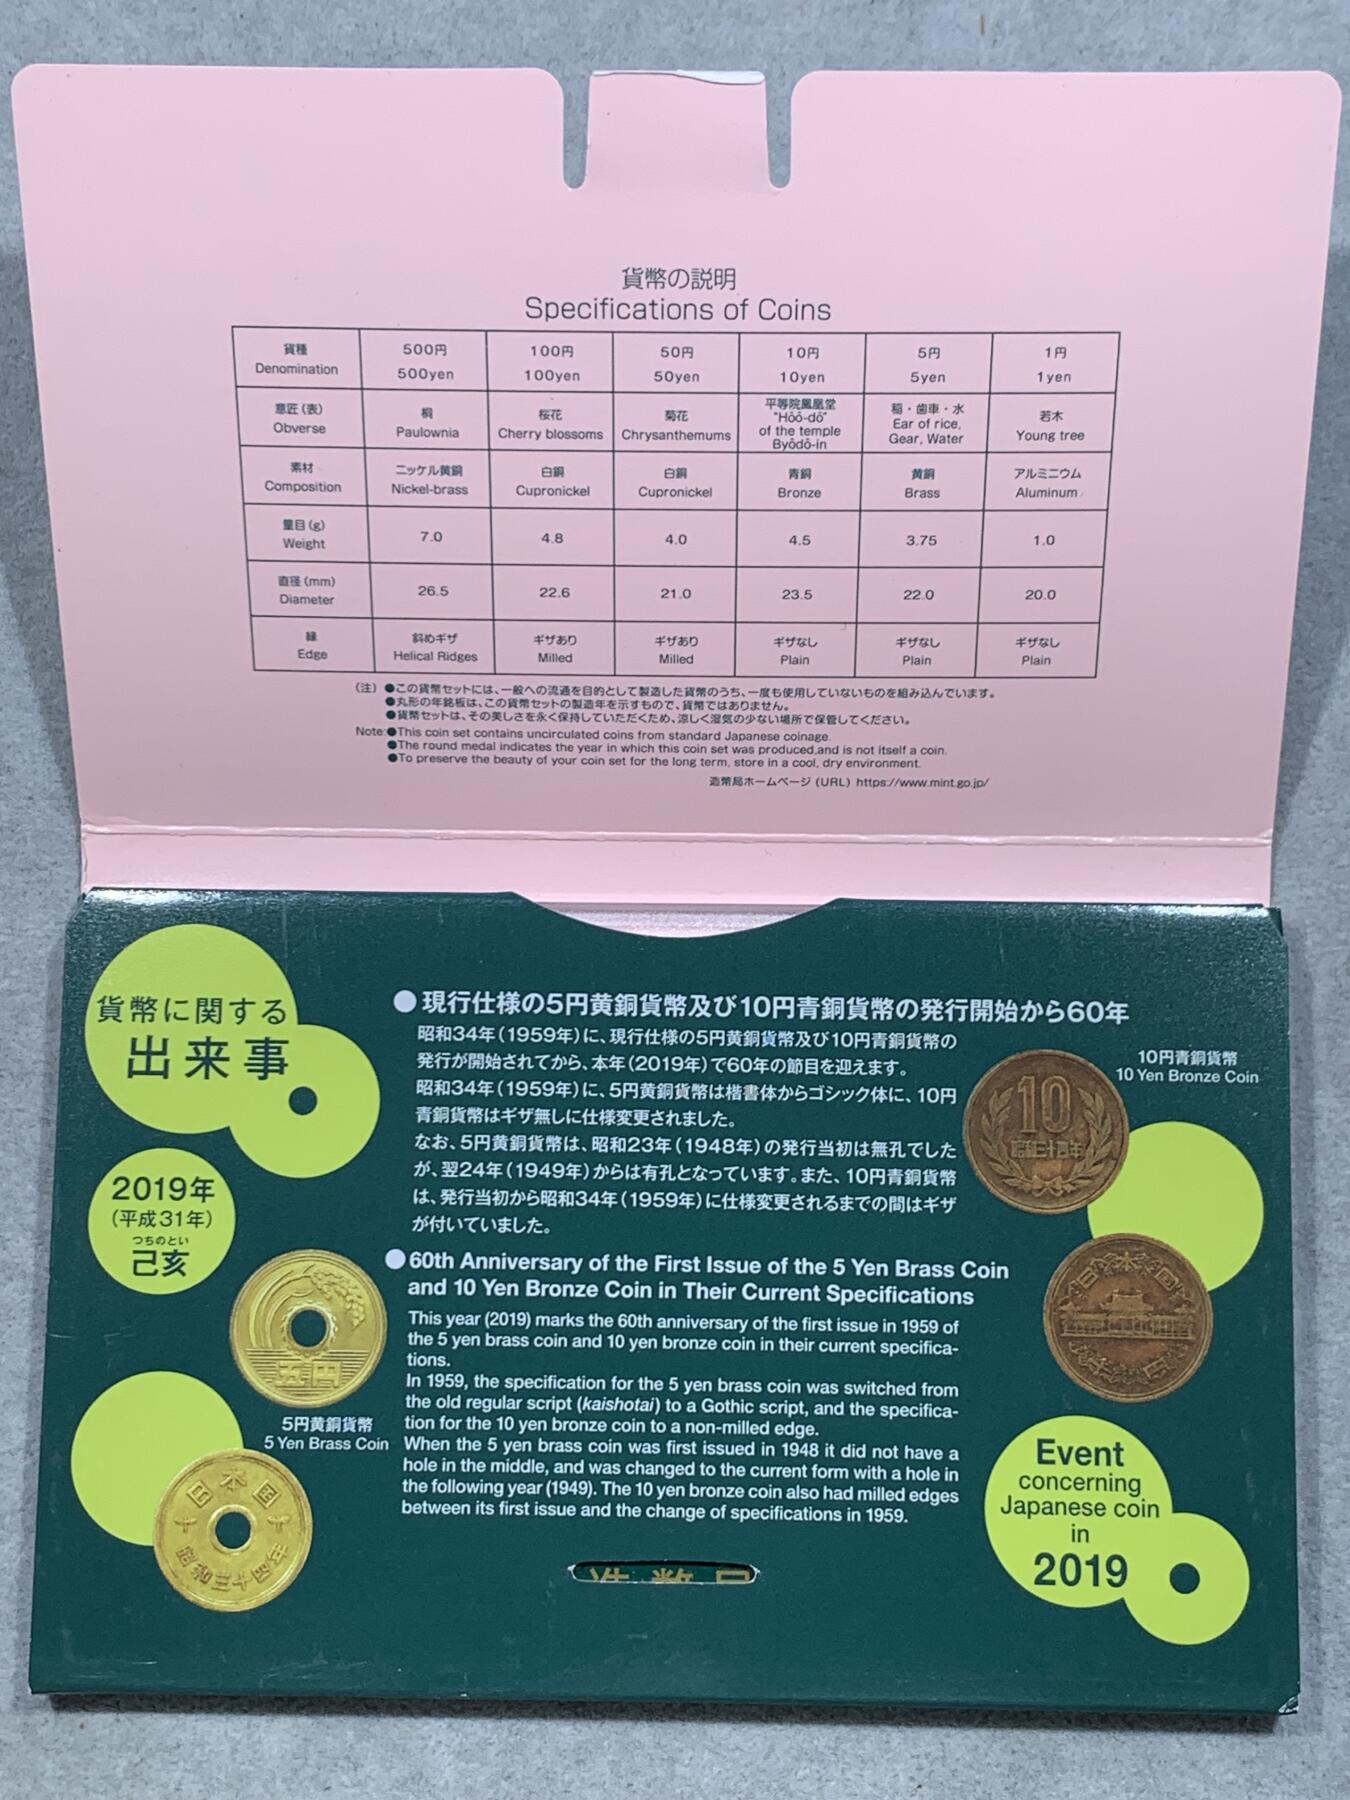 貨幣の説明
Specifications of Coins
貨種 500円 100円 50円 10円 5円 1円
Denomination 500yen 100yen 50yen 10yen 5yen 1yen
意匠(表) 桐 桜花 菊花 平等院鳳凰堂 稲・歯車・水 若木
Obverse Paulownia Cherry blossoms Chrysanthemums "Hōō-dō" of the temple Byōdō-in Ear of rice, Gear, Water Young tree
素材 ニッケル黄銅 白銅 白銅 青銅 黄銅 アルミニウム
Composition Nickel-brass Cupronickel Cupronickel Bronze Brass Aluminum
量目(g) 7.0 4.8 4.0 4.5 3.75 1.0
Weight
直径(mm) 26.5 22.6 21.0 23.5 22.0 20.0
Diameter
縁 斜めギザ ギザあり ギザあり ギザなし ギザなし ギザなし
Edge Helical Ridges Milled Milled Plain Plain Plain
(注) ●この貨幣セットには、一般への流通を目的として製造した貨幣のうち、一度も使用していないものを組み込んでいます。
●丸形の年銘板は、この貨幣セットの製造年を示すもので、貨幣ではありません。
●貨幣セットは、その美しさを永く保持していただくため、涼しく湿気の少ない場所で保管してください。
Note:●This coin set contains uncirculated coins from standard Japanese coinage.
●The round medal indicates the year in which this coin set was produced,and is not itself a coin.
●To preserve the beauty of your coin set for the long term, store in a cool, dry environment.
造幣局ホームページ (URL) https://www.mint.go.jp/
貨幣に関する
出来事
2019年
(平成31年)
つちのとい
己亥
●現行仕様の5円黄銅貨幣及び10円青銅貨幣の発行開始から60年
昭和34年(1959年)に、現行仕様の5円黄銅貨幣及び10円青銅貨幣の
発行が開始されてから、本年(2019年)で60年の節目を迎えます。
昭和34年(1959年)に、5円黄銅貨幣は楷書体からゴシック体に、10円
青銅貨幣はギザ無しに仕様変更されました。
なお、5円黄銅貨幣は、昭和23年(1948年)の発行当初は無孔でした
が、翌24年(1949年)からは有孔となっています。また、10円青銅貨幣
は、発行当初から昭和34年(1959年)に仕様変更されるまでの間はギザ
が付いていました。
●60th Anniversary of the First Issue of the 5 Yen Brass Coin
and 10 Yen Bronze Coin in Their Current Specifications
This year (2019) marks the 60th anniversary of the first issue in 1959 of
the 5 yen brass coin and 10 yen bronze coin in their current specifica-
tions.
In 1959, the specification for the 5 yen brass coin was switched from
the old regular script (kaishotai) to a Gothic script, and the specifica-
tion for the 10 yen bronze coin to a non-milled edge.
When the 5 yen brass coin was first issued in 1948 it did not have a
hole in the middle, and was changed to the current form with a hole in
the following year (1949). The 10 yen bronze coin also had milled edges
between its first issue and the change of specifications in 1959.
10円青銅貨幣
10 Yen Bronze Coin
10
昭和三十四年
日本国
十円
五円
5円黄銅貨幣
5 Yen Brass Coin
日本国
昭和三十四年
造幣局
Event
concerning
Japanese coin
in
2019